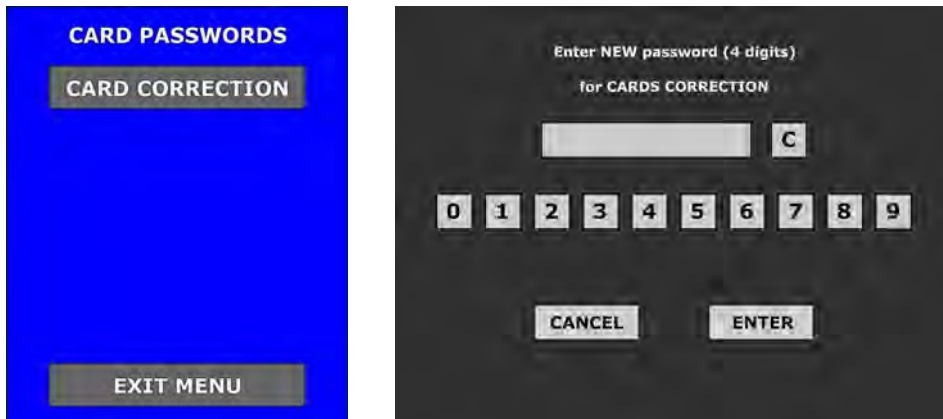 CARD PASSWORDS
CARD CORRECTION
EXIT MENU
Enter NEW password (4 digits)
for CARDS CORRECTION
C
0 1 2 3 4 5 6 7 8 9
CANCEL ENTER